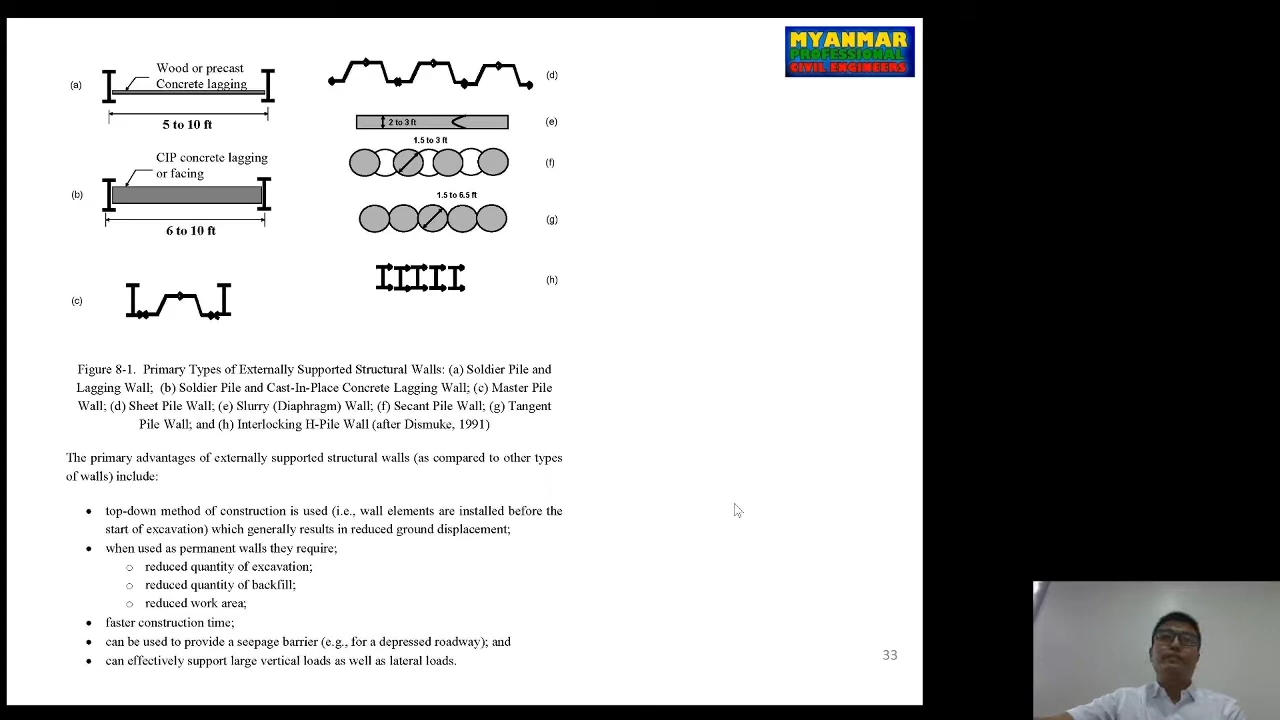 MYANMAR
PROFESSIONAL
CIVIL ENGINEERS
(a)
Wood or precast
Concrete lagging
5 to 10 ft
(b)
CIP concrete lagging
or facing
6 to 10 ft
(c)
(d)
2 to 3 ft
(e)
1.5 to 3 ft
(f)
1.5 to 6.5 ft
(g)
(h)
Figure 8-1. Primary Types of Externally Supported Structural Walls: (a) Soldier Pile and
Lagging Wall; (b) Soldier Pile and Cast-In-Place Concrete Lagging Wall; (c) Master Pile
Wall; (d) Sheet Pile Wall; (e) Slurry (Diaphragm) Wall; (f) Secant Pile Wall; (g) Tangent
Pile Wall; and (h) Interlocking H-Pile Wall (after Dismuke, 1991)
The primary advantages of externally supported structural walls (as compared to other types
of walls) include:
• top-down method of construction is used (i.e., wall elements are installed before the
start of excavation) which generally results in reduced ground displacement;
• when used as permanent walls they require;
o reduced quantity of excavation;
o reduced quantity of backfill;
o reduced work area;
• faster construction time;
• can be used to provide a seepage barrier (e.g., for a depressed roadway); and
• can effectively support large vertical loads as well as lateral loads.
33